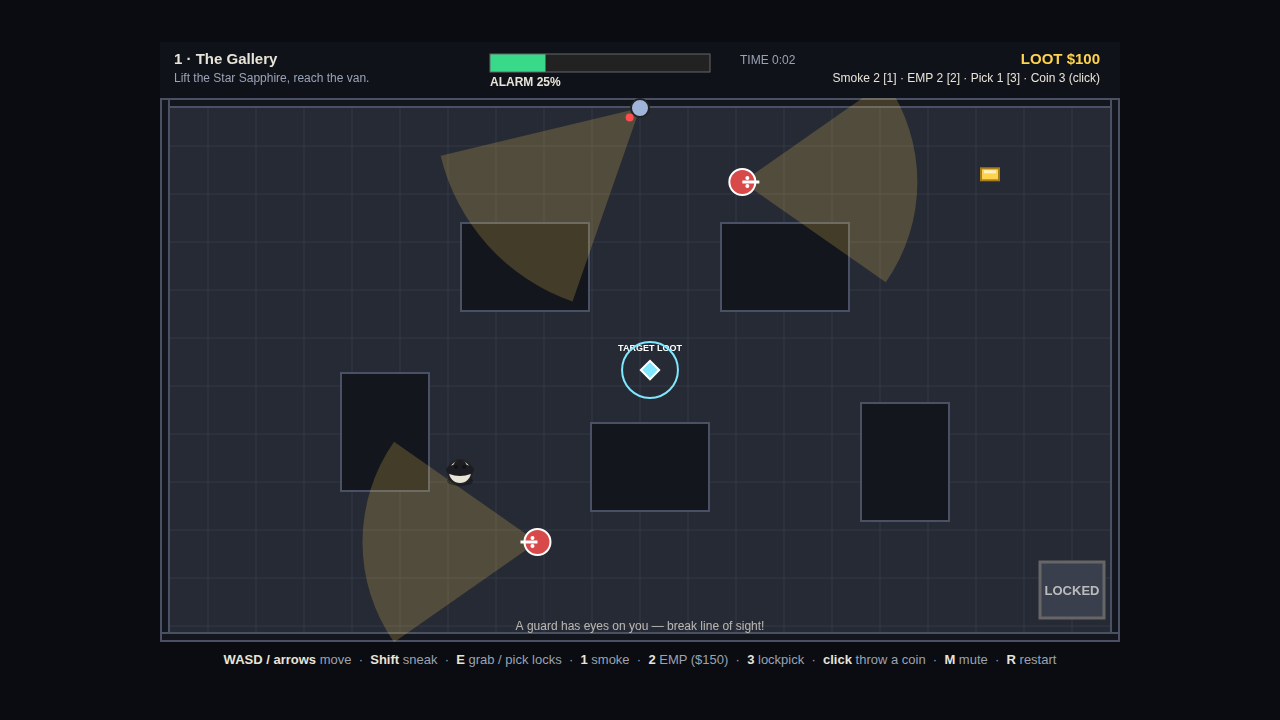 1 · The Gallery
Lift the Star Sapphire, reach the van.
ALARM 25%
TIME 0:02
LOOT $100
Smoke 2 [1] · EMP 2 [2] · Pick 1 [3] · Coin 3 (click)
TARGET LOOT
LOCKED
A guard has eyes on you — break line of sight!
WASD / arrows move · Shift sneak · E grab / pick locks · 1 smoke · 2 EMP ($150) · 3 lockpick · click throw a coin · M mute · R restart